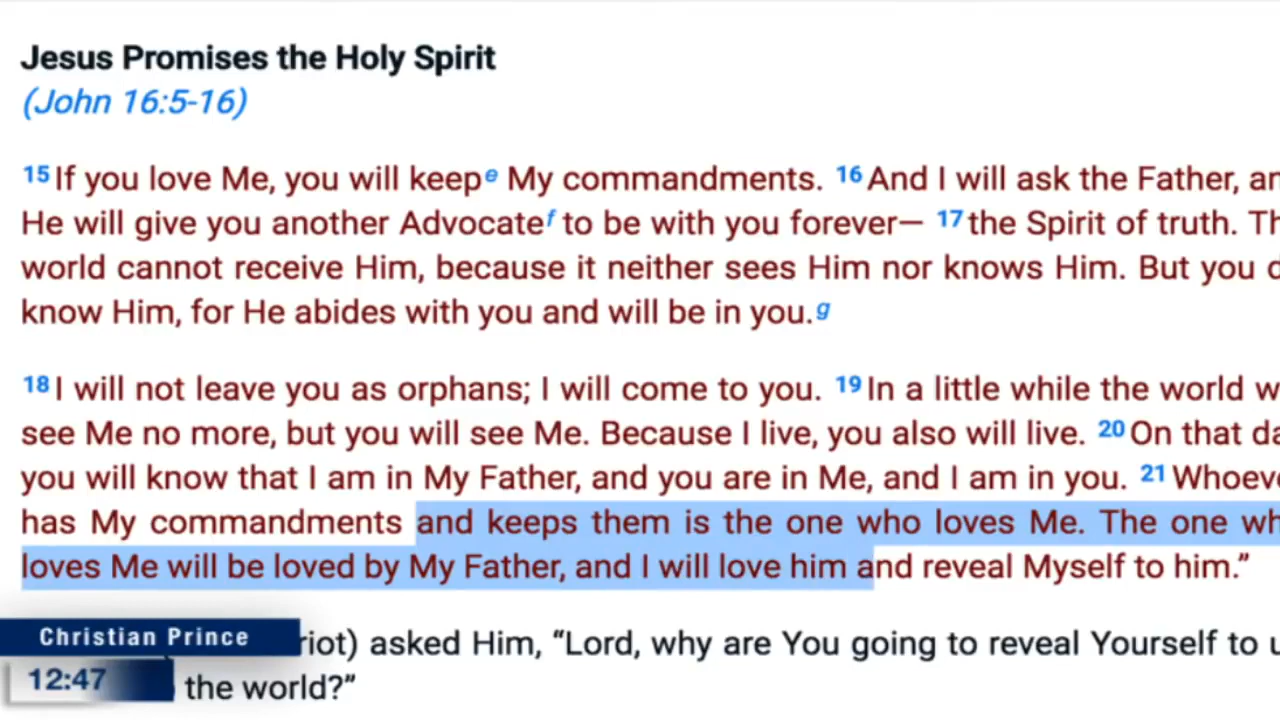 Jesus Promises the Holy Spirit
(John 16:5-16)
15 If you love Me, you will keep e My commandments. 16 And I will ask the Father, an
He will give you another Advocate f to be with you forever— 17 the Spirit of truth. Th
world cannot receive Him, because it neither sees Him nor knows Him. But you d
know Him, for He abides with you and will be in you. g
18 I will not leave you as orphans; I will come to you. 19 In a little while the world w
see Me no more, but you will see Me. Because I live, you also will live. 20 On that da
you will know that I am in My Father, and you are in Me, and I am in you. 21 Whoeve
has My commandments and keeps them is the one who loves Me. The one wh
loves Me will be loved by My Father, and I will love him and reveal Myself to him.”
Christian Prince
riot) asked Him, “Lord, why are You going to reveal Yourself to u
12:47
the world?”